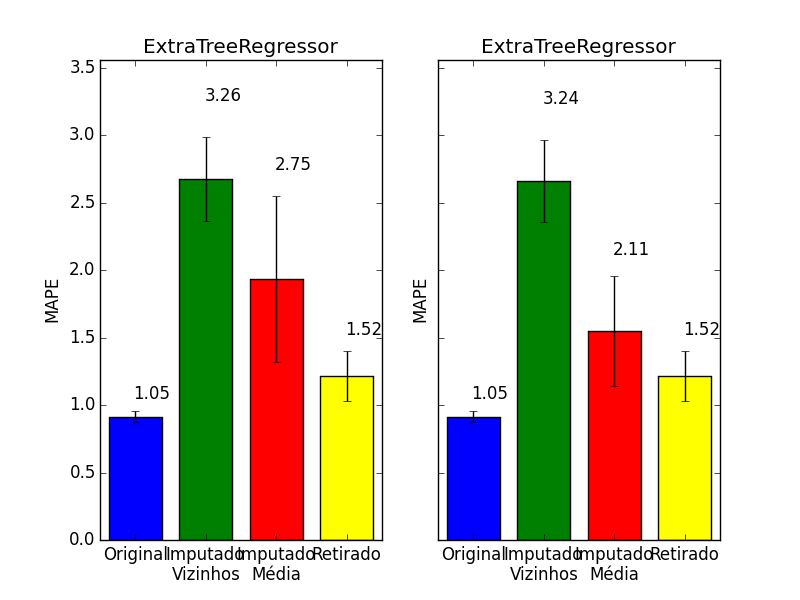 ExtraTreeRegressor
MAPE
3.5
3.0
2.5
2.0
1.5
1.0
0.5
0.0
1.05
3.26
2.75
1.52
Original Imputado Imputado Retirado
Vizinhos Média
ExtraTreeRegressor
MAPE
1.05
3.24
2.11
1.52
Original Imputado Imputado Retirado
Vizinhos Média